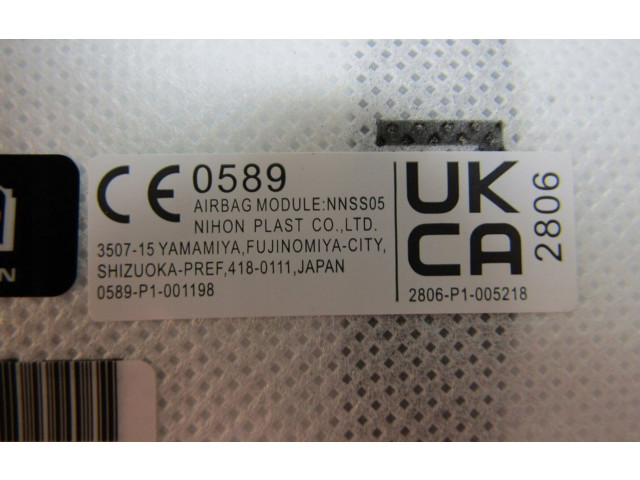 CE 0589
AIRBAG MODULE:NNSS05
NIHON PLAST CO.,LTD.
3507-15 YAMAMIYA,FUJINOMIYA-CITY,
SHIZUOKA-PREF,418-0111,JAPAN
0589-P1-001198
UK
CA
2806
2806-P1-005218